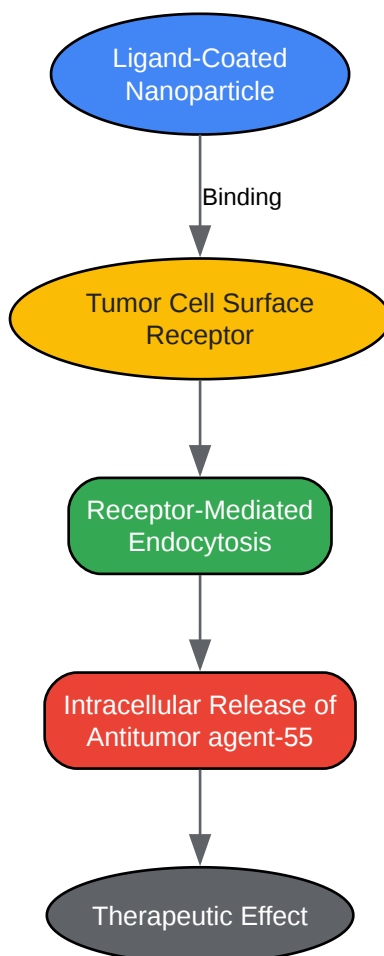 Ligand-Coated
Nanoparticle
Binding
Tumor Cell Surface
Receptor
Receptor-Mediated
Endocytosis
Intracellular Release of
Antitumor agent-55
Therapeutic Effect